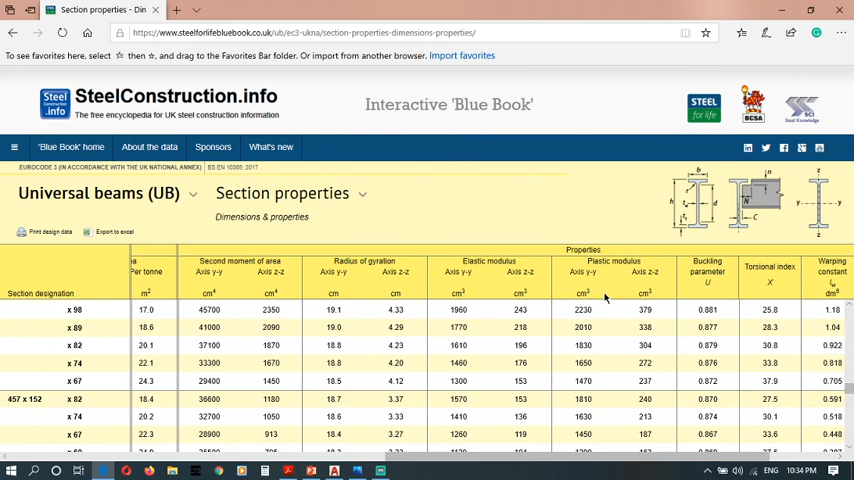 Section properties - Din
https://www.steelforlifebluebook.co.uk/ub/ec3-ukna/section-properties-dimensions-properties/
To see favorites here, select ☆ then ☆, and drag to the Favorites Bar folder. Or import from another browser. Import favorites
Steel Construction .info
SteelConstruction.info
The free encyclopedia for UK steel construction information
Interactive 'Blue Book'
STEEL for life
BCSA
SCI
Steel Knowledge
'Blue Book' home About the data Sponsors What's new
EUROCODE 3 (IN ACCORDANCE WITH THE UK NATIONAL ANNEX) BS EN 10365: 2017
Universal beams (UB) Section properties
Dimensions & properties
Print design data Export to excel
b z n
h d y y
N C z
Properties
Second moment of area Radius of gyration Elastic modulus Plastic modulus Buckling parameter Torsional index Warping constant
Per tonne Axis y-y Axis z-z Axis y-y Axis z-z Axis y-y Axis z-z Axis y-y Axis z-z U X Iw
Section designation m2 cm4 cm4 cm cm cm3 cm3 cm3 cm3 dm6
x 98 17.0 45700 2350 19.1 4.33 1960 243 2230 379 0.881 25.8 1.18
x 89 18.6 41000 2090 19.0 4.29 1770 218 2010 338 0.877 28.3 1.04
x 82 20.1 37100 1870 18.8 4.23 1610 196 1830 304 0.879 30.8 0.922
x 74 22.1 33300 1670 18.8 4.20 1460 176 1650 272 0.876 33.8 0.818
x 67 24.3 29400 1450 18.5 4.12 1300 153 1470 237 0.872 37.9 0.705
457 x 152 x 82 18.4 36600 1180 18.7 3.37 1570 153 1810 240 0.870 27.5 0.591
x 74 20.2 32700 1050 18.6 3.33 1410 136 1630 213 0.874 30.1 0.518
x 67 22.3 28900 913 18.4 3.27 1260 119 1450 187 0.867 33.6 0.448
ENG 10:34 PM